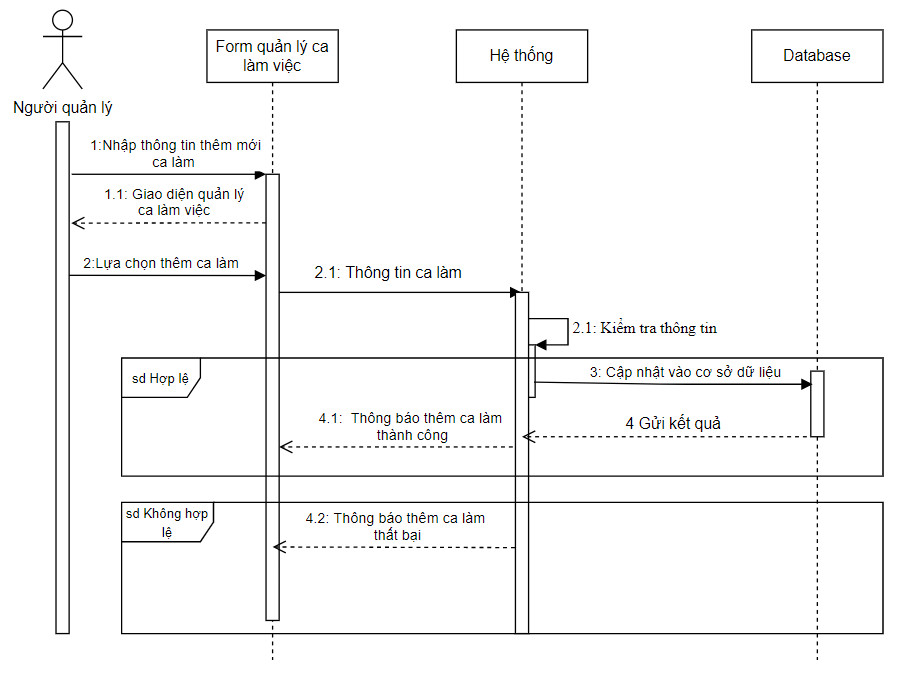 Form quản lý ca
làm việc
Hệ thống
Database
Người quản lý
1:Nhập thông tin thêm mới
ca làm
1.1: Giao diện quản lý
ca làm việc
2:Lựa chọn thêm ca làm
2.1: Thông tin ca làm
2.1: Kiểm tra thông tin
sd Hợp lệ
3: Cập nhật vào cơ sở dữ liệu
4.1: Thông báo thêm ca làm
thành công
4 Gửi kết quả
sd Không hợp
lệ
4.2: Thông báo thêm ca làm
thất bại